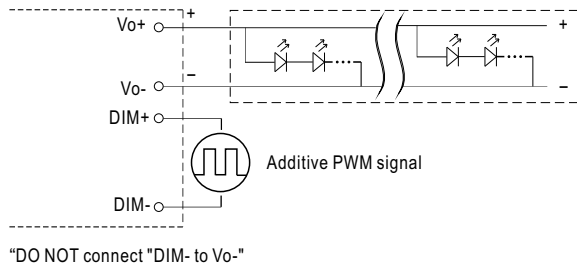 Vo+
+
+
Vo-
−
−
DIM+
Additive PWM signal
DIM-
“DO NOT connect "DIM- to Vo-"